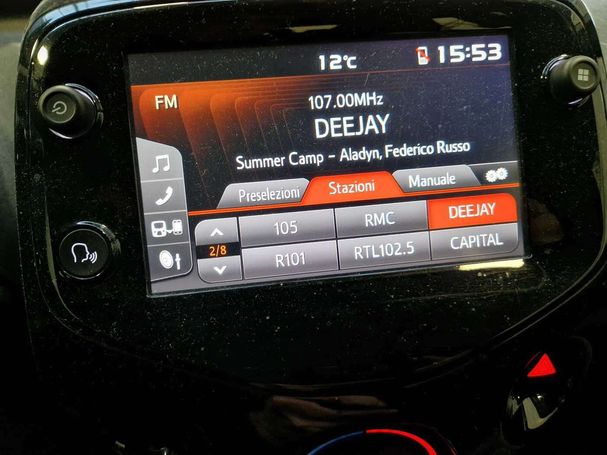 12°C 15:53
FM
107.00MHz
DEEJAY
Summer Camp - Aladyn, Federico Russo
Preselezioni Stazioni Manuale
105 RMC DEEJAY
2/8
R101 RTL102.5 CAPITAL